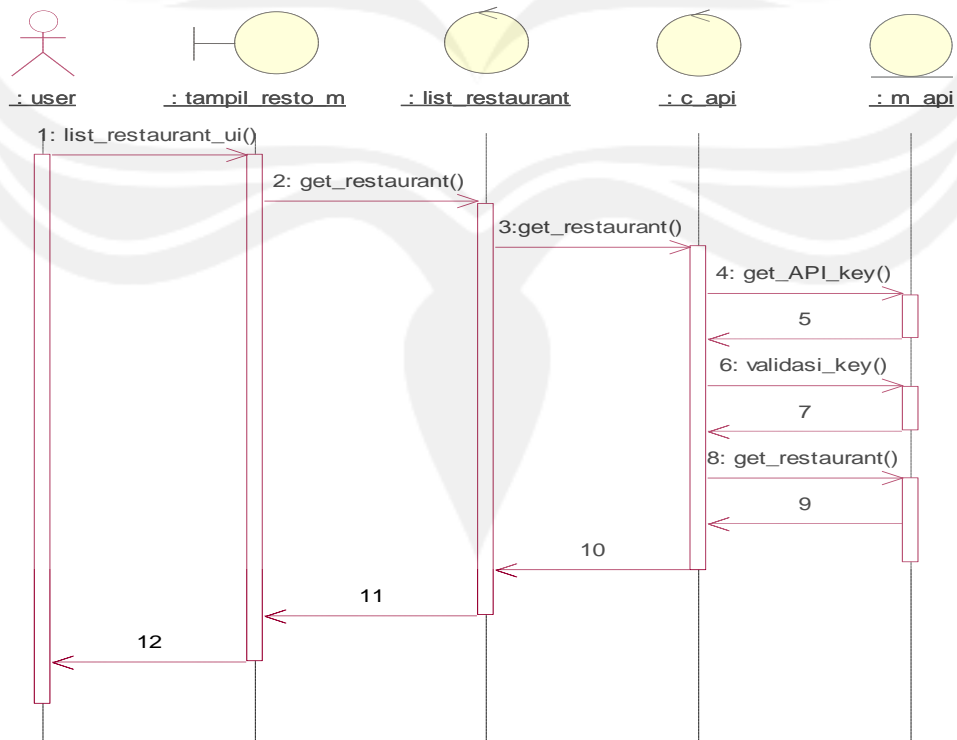 : user
: tampil_resto_m
: list_restaurant
: c_api
: m_api
1: list_restaurant_ui()
2: get_restaurant()
3:get_restaurant()
4: get_API_key()
5
6: validasi_key()
7
8: get_restaurant()
9
10
11
12